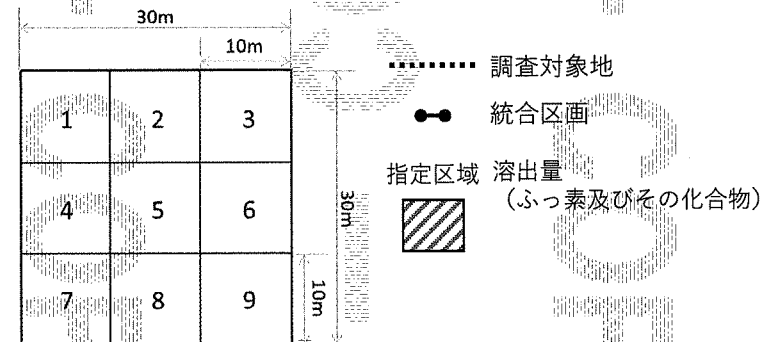 30m
10m
調査対象地
1 2 3
統合区画
指定区域 溶出量
(ふっ素及びその化合物)
4 5 6
30m
7 8 9
10m